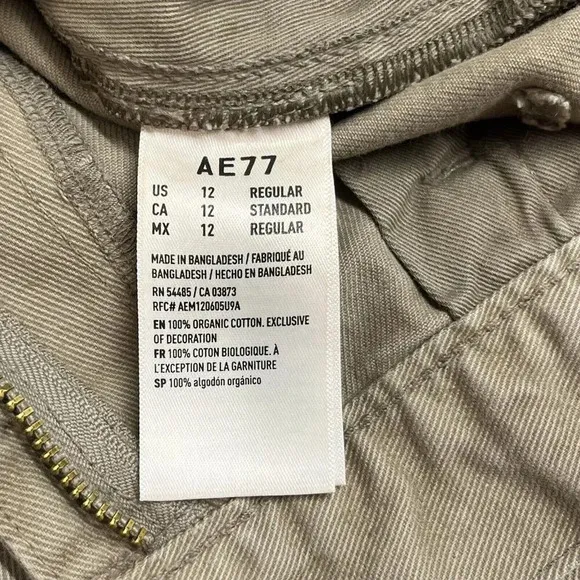 AE77
US 12 REGULAR
CA 12 STANDARD
MX 12 REGULAR
MADE IN BANGLADESH / FABRIQUÉ AU
BANGLADESH / HECHO EN BANGLADESH
RN 54485 / CA 03873
RFC# AEM120605U9A
EN 100% ORGANIC COTTON. EXCLUSIVE
OF DECORATION
FR 100% COTON BIOLOGIQUE. À
L'EXCEPTION DE LA GARNITURE
SP 100% algodón orgánico